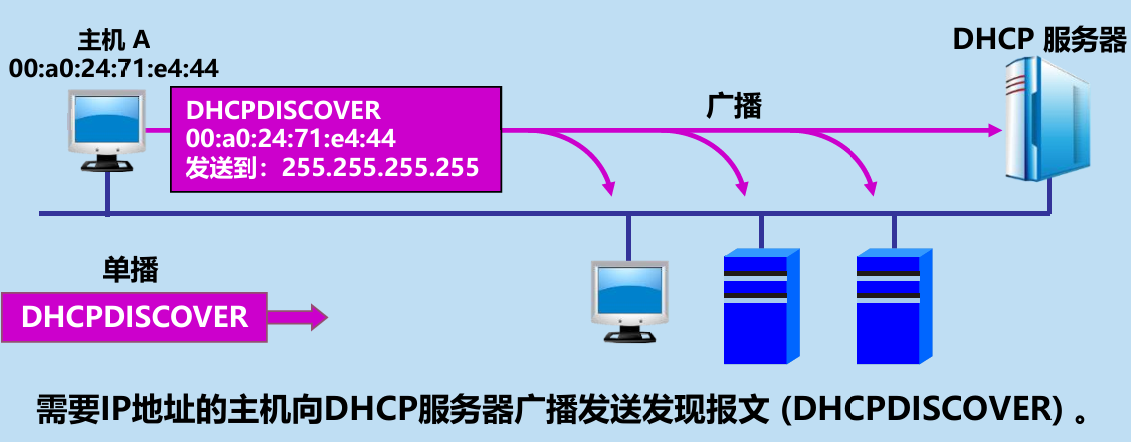 主机 A
00:a0:24:71:e4:44
DHCP 服务器
DHCPDISCOVER
00:a0:24:71:e4:44
发送到：255.255.255.255
广播
单播
DHCPDISCOVER
需要IP地址的主机向DHCP服务器广播发送发现报文 (DHCPDISCOVER) 。